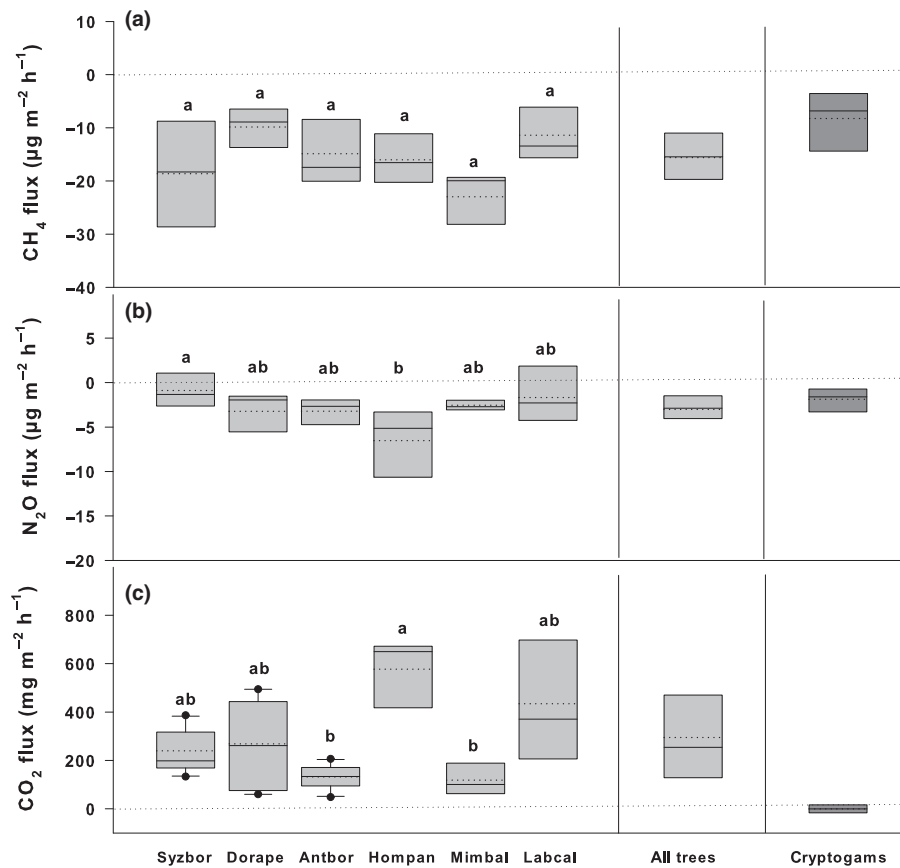 (a)
CH₄ flux (µg m⁻² h⁻¹)
10
0
−10
−20
−30
−40
a a a a a a
(b)
N₂O flux (µg m⁻² h⁻¹)
5
0
−5
−10
−15
−20
a ab ab b ab ab
(c)
CO₂ flux (mg m⁻² h⁻¹)
800
600
400
200
0
ab ab b a b ab
Syzbor Dorape Antbor Hompan Mimbal Labcal All trees Cryptogams